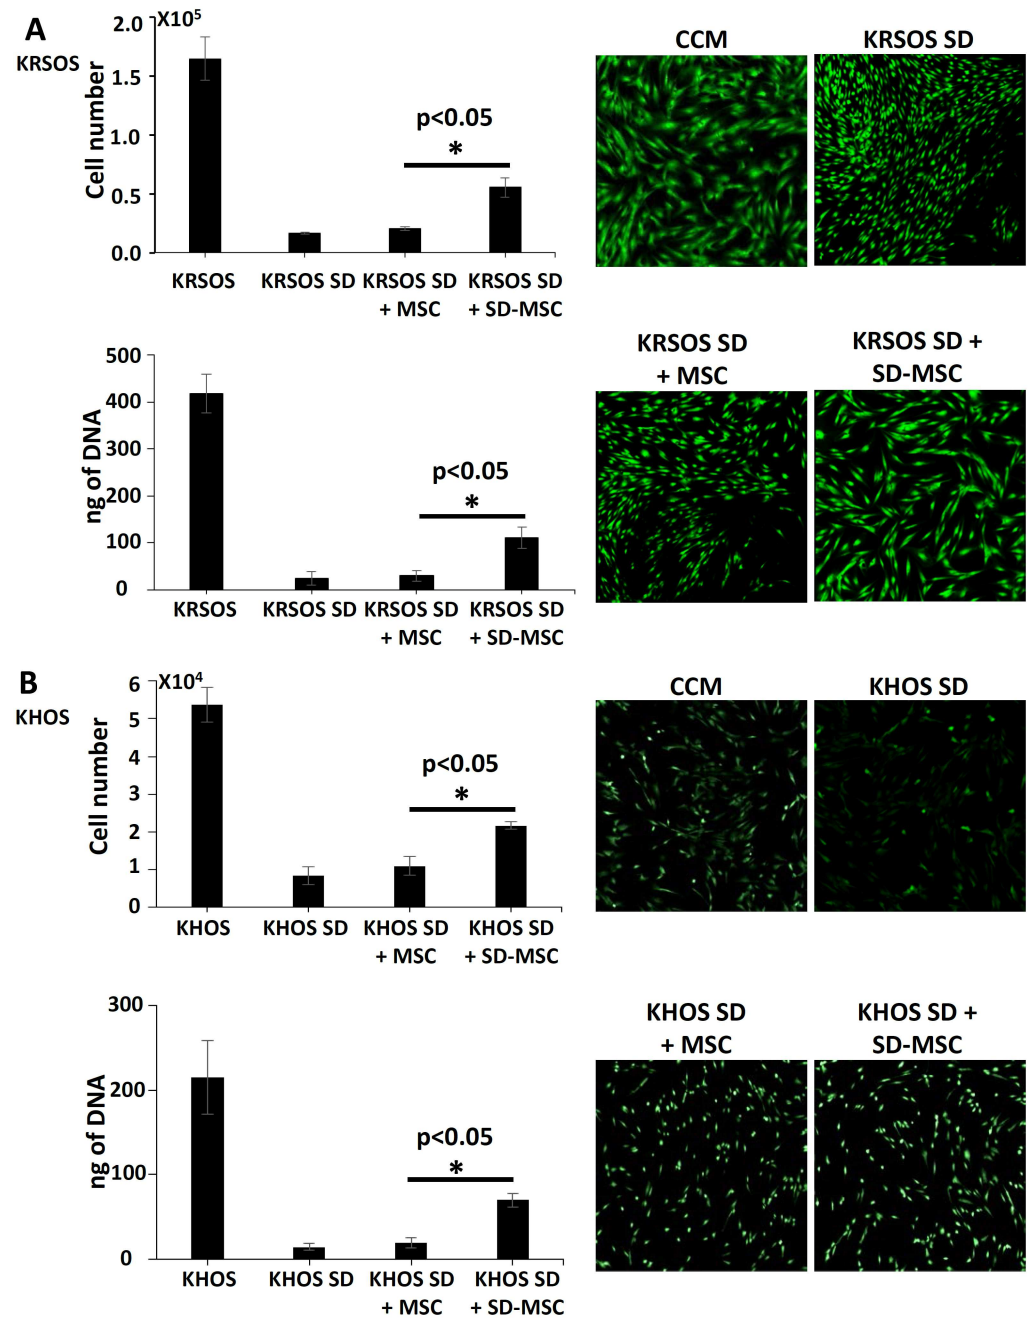 A
KRSOS
X10⁵
2.0
1.5
1.0
0.5
0.0
Cell number
p<0.05
*
KRSOS
KRSOS SD
KRSOS SD
+ MSC
KRSOS SD
+ SD-MSC
CCM
KRSOS SD
500
400
300
200
100
0
ng of DNA
p<0.05
*
KRSOS
KRSOS SD
KRSOS SD
+ MSC
KRSOS SD
+ SD-MSC
KRSOS SD
+ MSC
KRSOS SD +
SD-MSC
B
KHOS
X10⁴
6
5
4
3
2
1
0
Cell number
p<0.05
*
KHOS
KHOS SD
KHOS SD
+ MSC
KHOS SD
+ SD-MSC
CCM
KHOS SD
300
200
100
0
ng of DNA
p<0.05
*
KHOS
KHOS SD
KHOS SD
+ MSC
KHOS SD
+ SD-MSC
KHOS SD
+ MSC
KHOS SD +
SD-MSC